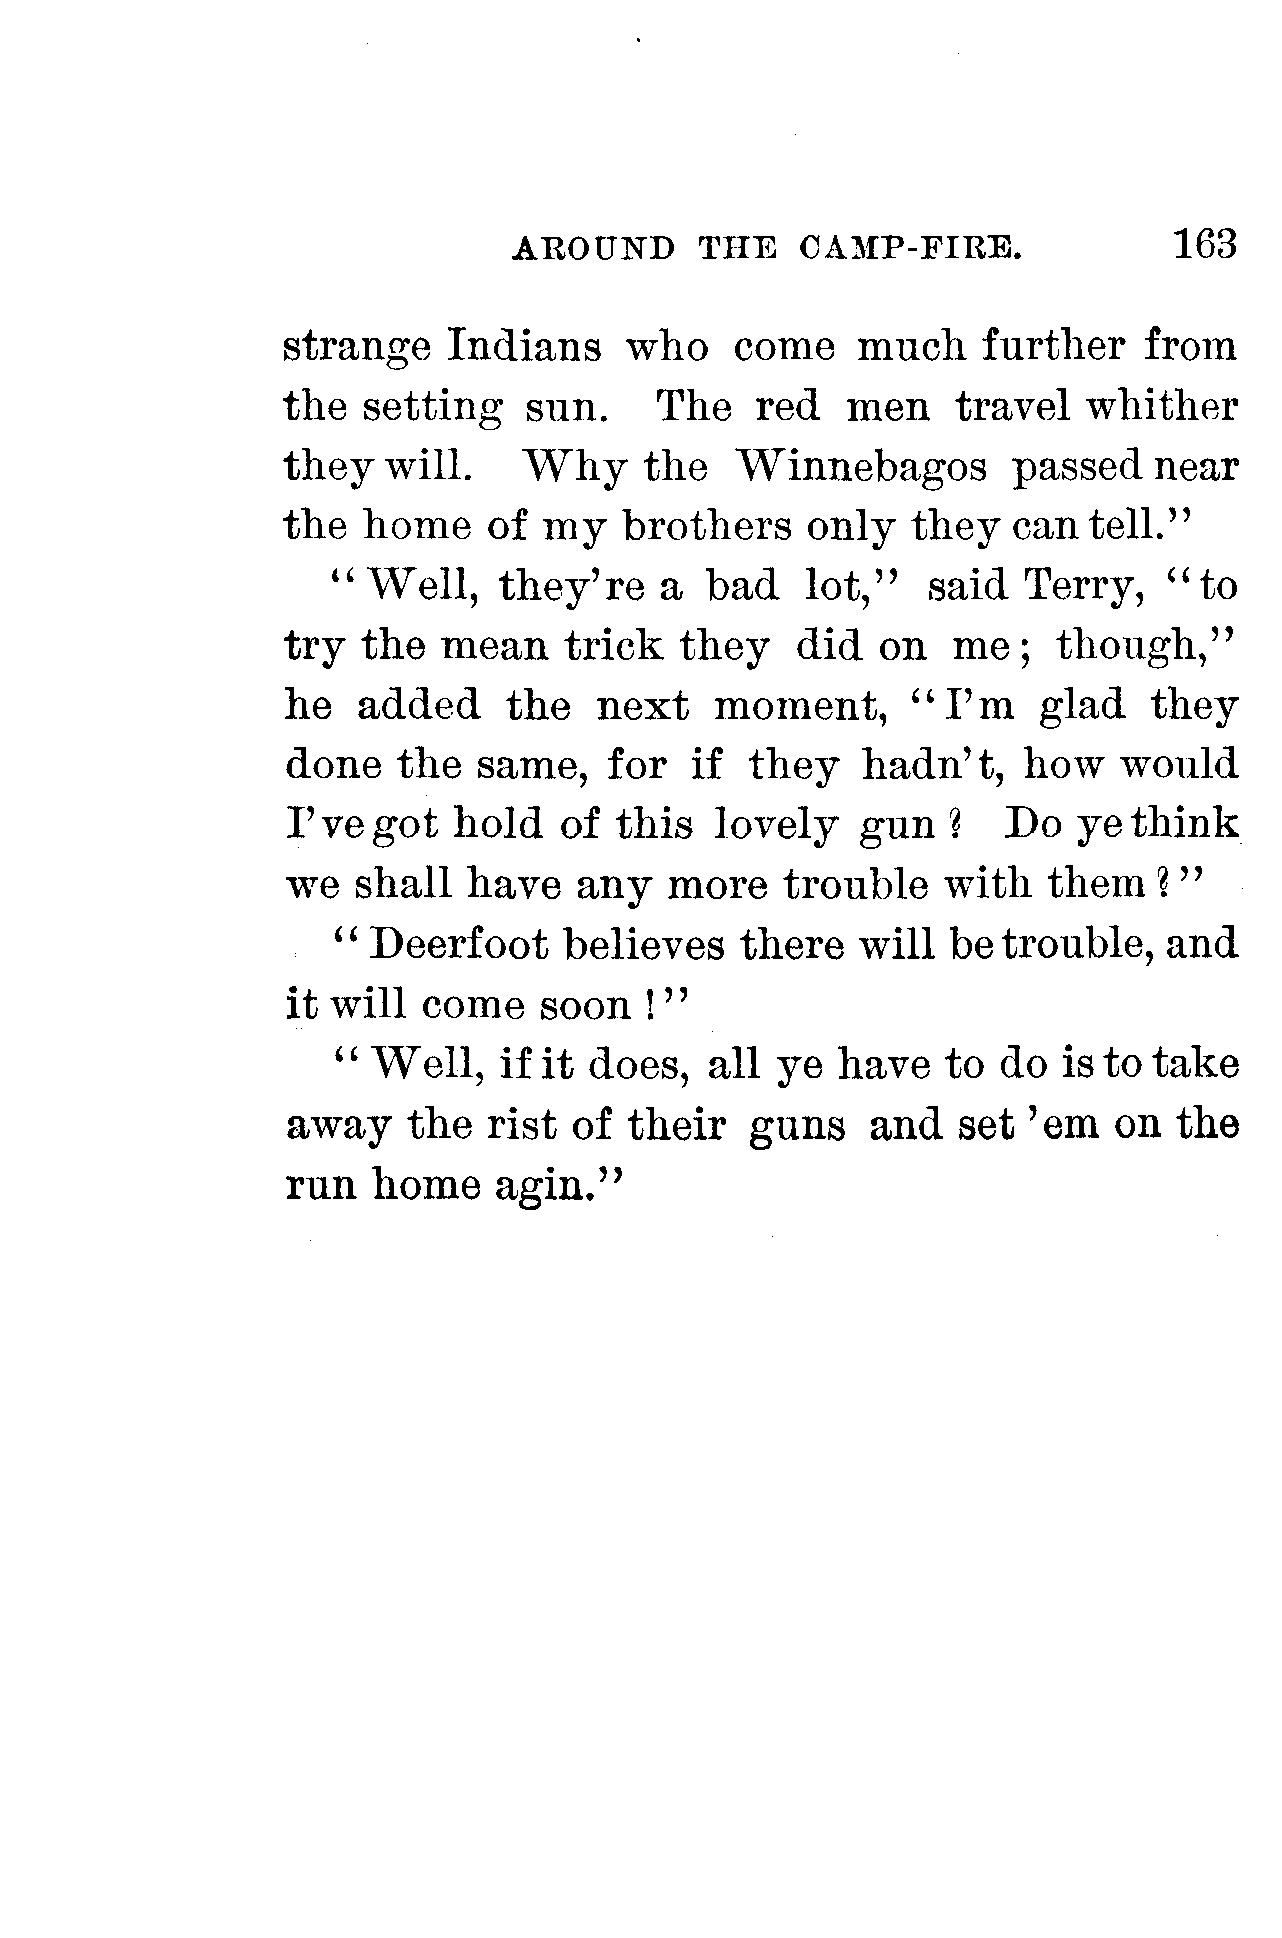 AROUND THE CAMP-FIRE. 163
strange Indians who come much further from
the setting sun. The red men travel whither
they will. Why the Winnebagos passed near
the home of my brothers only they can tell."
"Well, they're a bad lot," said Terry, "to
try the mean trick they did on me; though,"
he added the next moment, "I'm glad they
done the same, for if they hadn't, how would
I've got hold of this lovely gun? Do ye think
we shall have any more trouble with them?"
"Deerfoot believes there will be trouble, and
it will come soon!"
"Well, if it does, all ye have to do is to take
away the rist of their guns and set 'em on the
run home agin."